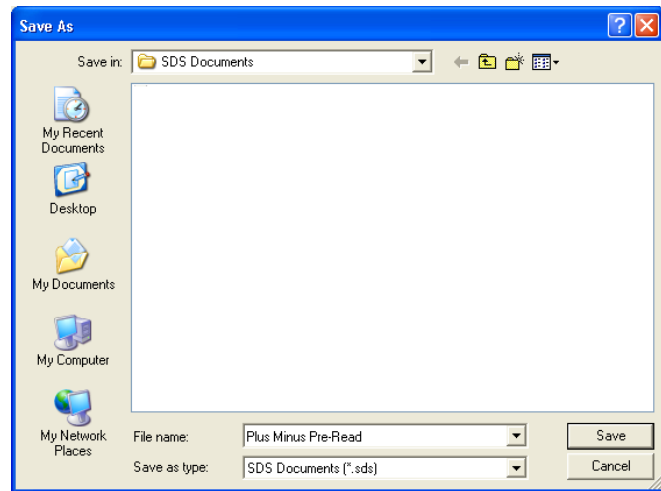 Save As
Save in: SDS Documents
My Recent
Documents
Desktop
My Documents
My Computer
My Network
Places
File name: Plus Minus Pre-Read Save
Save as type: SDS Documents (*.sds) Cancel